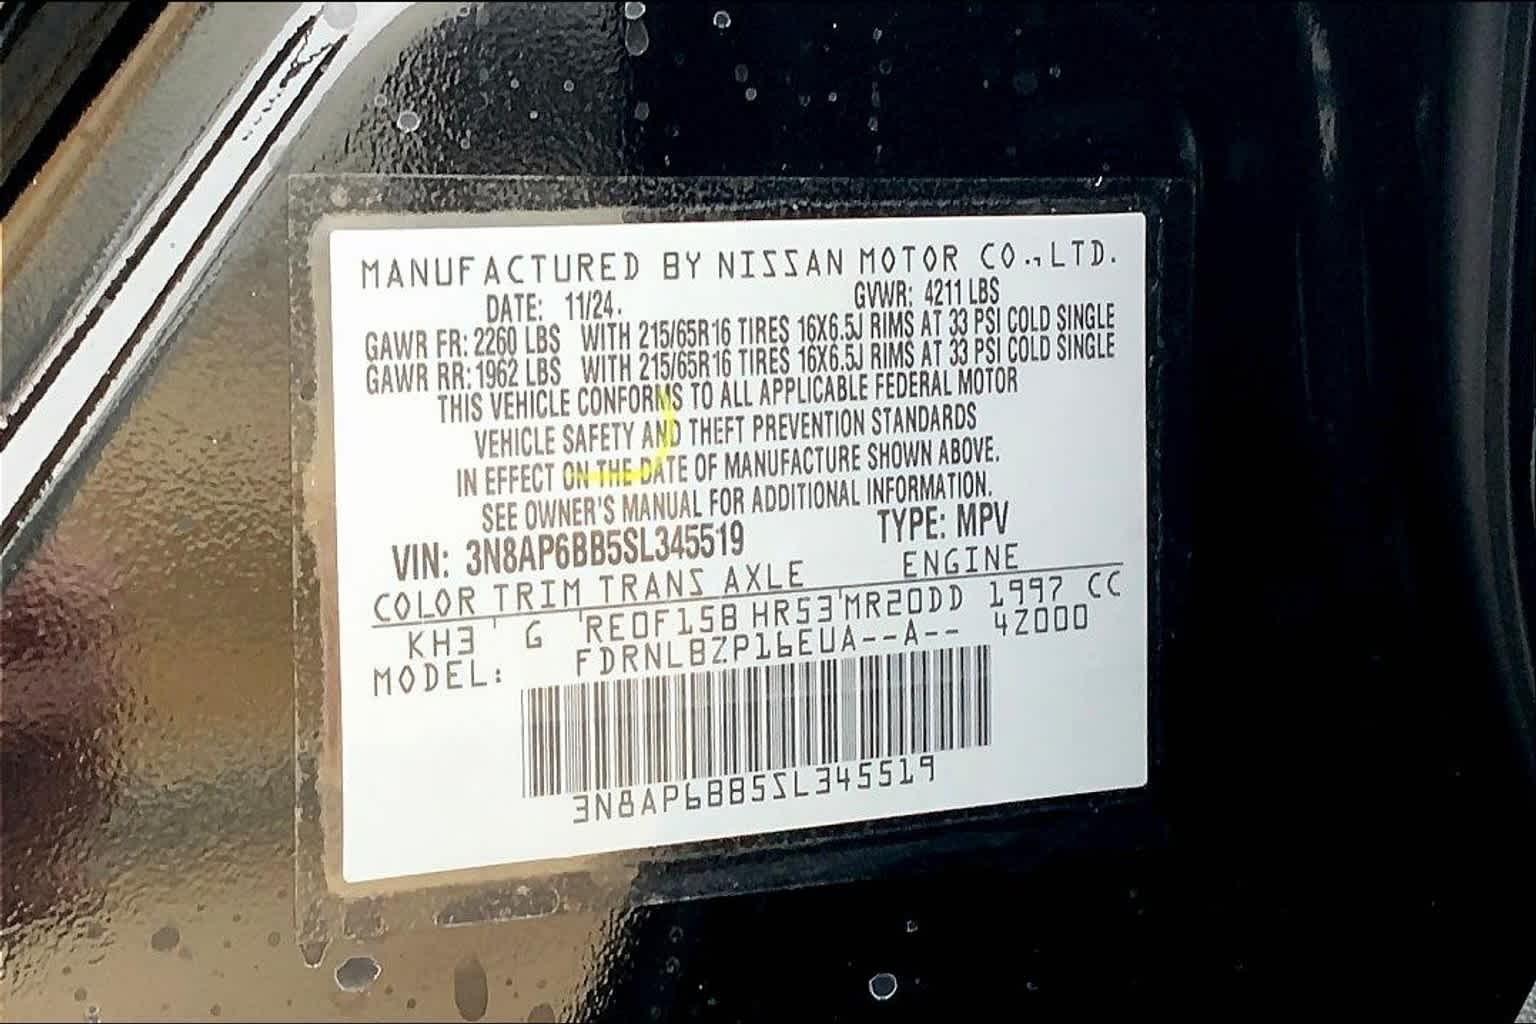 MANUFACTURED BY NISSAN MOTOR CO.,LTD.
DATE: 11/24. GVWR: 4211 LBS
GAWR FR: 2260 LBS WITH 215/65R16 TIRES 16X6.5J RIMS AT 33 PSI COLD SINGLE
GAWR RR: 1962 LBS WITH 215/65R16 TIRES 16X6.5J RIMS AT 33 PSI COLD SINGLE
THIS VEHICLE CONFORMS TO ALL APPLICABLE FEDERAL MOTOR
VEHICLE SAFETY AND THEFT PREVENTION STANDARDS
IN EFFECT ON THE DATE OF MANUFACTURE SHOWN ABOVE.
SEE OWNER'S MANUAL FOR ADDITIONAL INFORMATION.
VIN: 3N8AP6BB5SL345519 TYPE: MPV
COLOR TRIM TRANS AXLE ENGINE
KH3 G RE0F15B HR53 MR20DD 1997 CC
MODEL: FDRNLBZP16EUA--A-- 4Z000
3N8AP6BB5SL345519